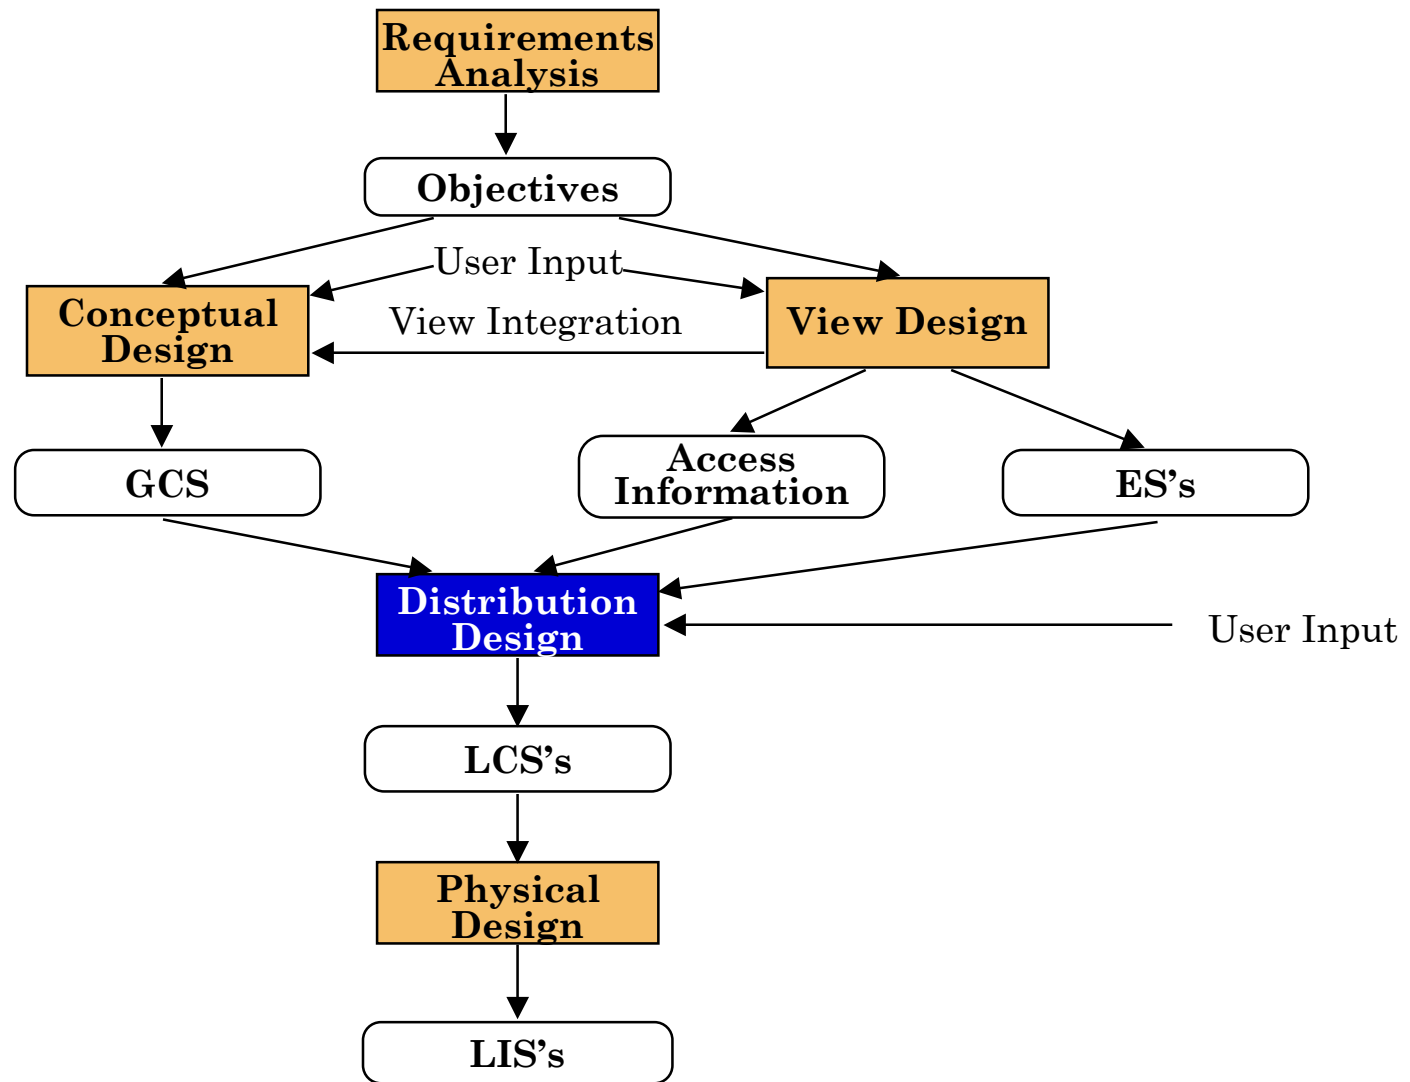 Requirements
Analysis
Objectives
User Input
Conceptual
Design
View Integration
View Design
GCS
Access
Information
ES's
Distribution
Design
User Input
LCS’s
Physical
Design
LIS’s